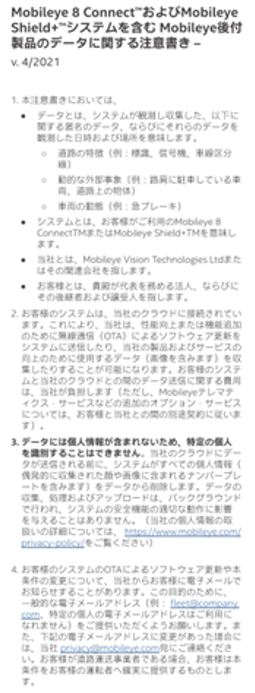 Mobileye 8 Connect™およびMobileye
Shield+™システムを含む Mobileye後付
製品のデータに関する注意書き –
v. 4/2021
1. 本注意書きにおいては、
• データとは、システムが観測し収集した、以下に
関する匿名のデータ、ならびにそれらのデータを
観測した日時および場所を意味します。
○ 道路の特徴（例：標識、信号機、車線区分
線）
○ 動的な外部事象（例：路肩に駐車している車
両、道路上の物体）
○ 車両の動態（例：急ブレーキ）
• システムとは、お客様がご利用のMobileye 8
ConnectTMまたはMobileye Shield+TMを意味し
ます。
• 当社とは、Mobileye Vision Technologies Ltdまた
はその関連会社を指します。
• お客様とは、貴殿が代表を務める法人、ならびに
その後継者および譲受人を指します。
2. お客様のシステムは、当社のクラウドに接続されてい
ます。これにより、当社は、性能向上または機能追加
のために無線通信（OTA）によるソフトウェア更新を
システムに送信したり、当社の製品およびサービスの
向上のために使用するデータ（画像を含みます）を収
集したりすることが可能になります。お客様のシステ
ムと当社のクラウドとの間のデータ送信に関する費用
は、当社が負担します（ただし、Mobileyeテレマテ
ィクス・サービスなどの追加のオプション・サービス
については、お客様と当社との間の別途契約に従いま
す）。
3. データには個人情報が含まれないため、特定の個人
を識別することはできません。当社のクラウドにデー
タが送信される前に、システムがすべての個人情報（
偶発的に収集された顔や画像に含まれるナンバープレ
ートを含みます）をデータから削除します。データの
収集、処理およびアップロードは、バックグラウンド
で行われ、システムの安全機能の適切な動作に影響
を与えることはありません。（当社の個人情報の取
扱いの詳細については、https://www.mobileye.com/
privacy-policy/をご覧ください）
4. お客様のシステムのOTAによるソフトウェア更新や本
条件の変更について、当社からお客様に電子メールで
お知らせすることがあります。この目的のために、
一般的な電子メールアドレス（例：fleet@company.
com、特定の個人の電子メールアドレスはご利用に
なれません）をご提供いただくようお願いします。ま
た、下記の電子メールアドレスに変更があった場合に
は、当社 privacy@mobileye.com宛にご連絡くださ
い。お客様が道路運送事業者である場合、お客様は本
条件をお客様の運転者へ確実に提供するものとしま
す。